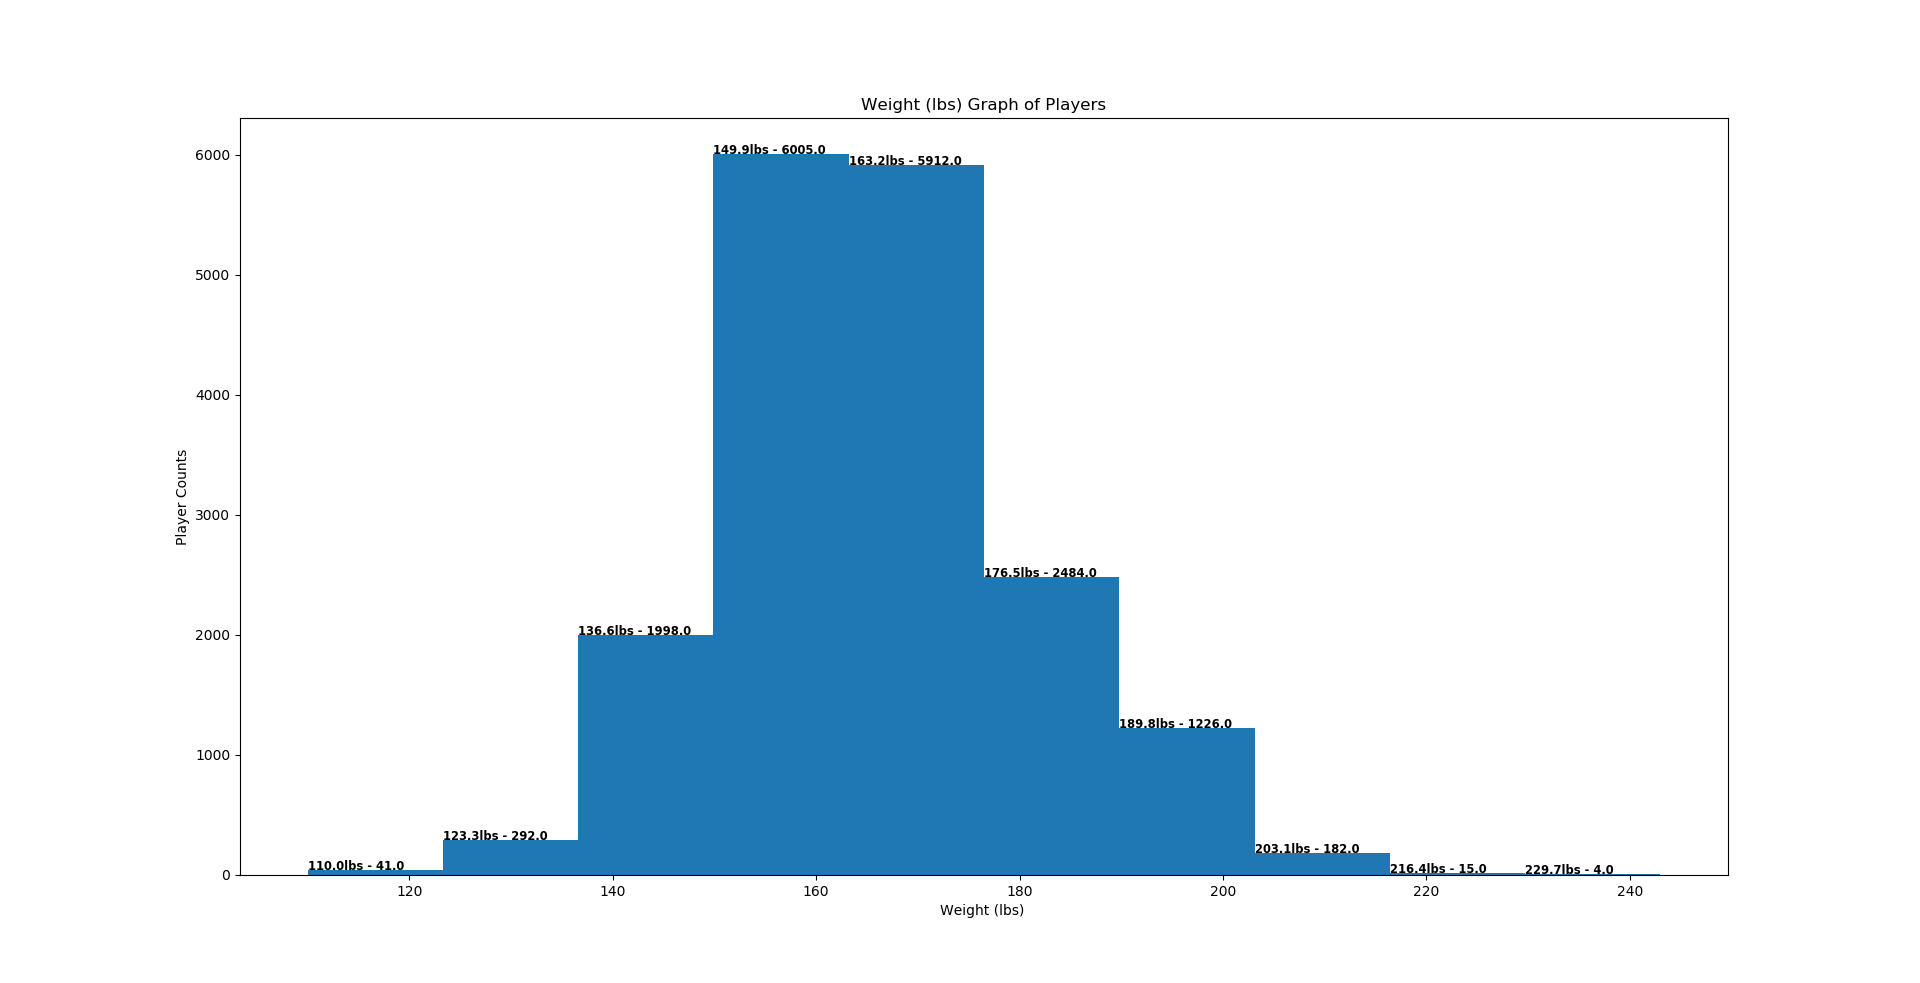 Weight (lbs) Graph of Players
6000
5000
4000
3000
2000
1000
0
Player Counts
149.9lbs - 6005.0
163.2lbs - 5912.0
176.5lbs - 2484.0
136.6lbs - 1998.0
189.8lbs - 1226.0
123.3lbs - 292.0
203.1lbs - 182.0
110.0lbs - 41.0
216.4lbs - 15.0
229.7lbs - 4.0
120 140 160 180 200 220 240
Weight (lbs)